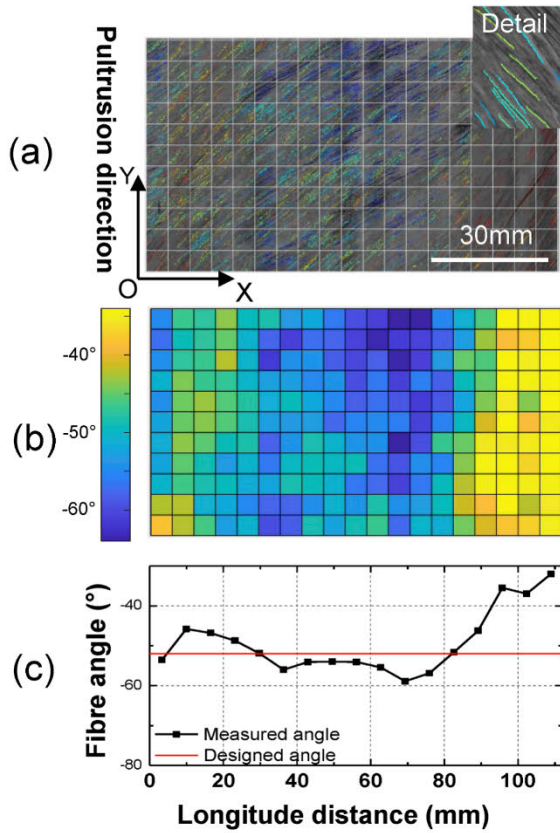 (a)
Pultrusion direction
Detail
Y
O
X
30mm
(b)
-40°
-50°
-60°
(c)
Fibre angle (°)
-40
-60
-80
Measured angle
Designed angle
0 20 40 60 80 100
Longitude distance (mm)